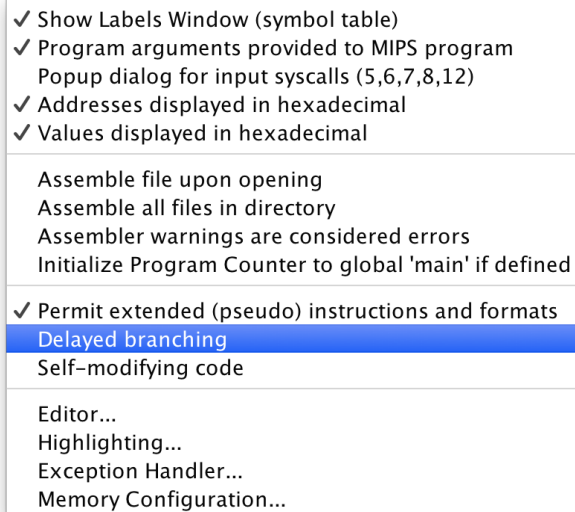 ✓ Show Labels Window (symbol table)
✓ Program arguments provided to MIPS program
Popup dialog for input syscalls (5,6,7,8,12)
✓ Addresses displayed in hexadecimal
✓ Values displayed in hexadecimal
Assemble file upon opening
Assemble all files in directory
Assembler warnings are considered errors
Initialize Program Counter to global 'main' if defined
✓ Permit extended (pseudo) instructions and formats
Delayed branching
Self-modifying code
Editor...
Highlighting...
Exception Handler...
Memory Configuration...